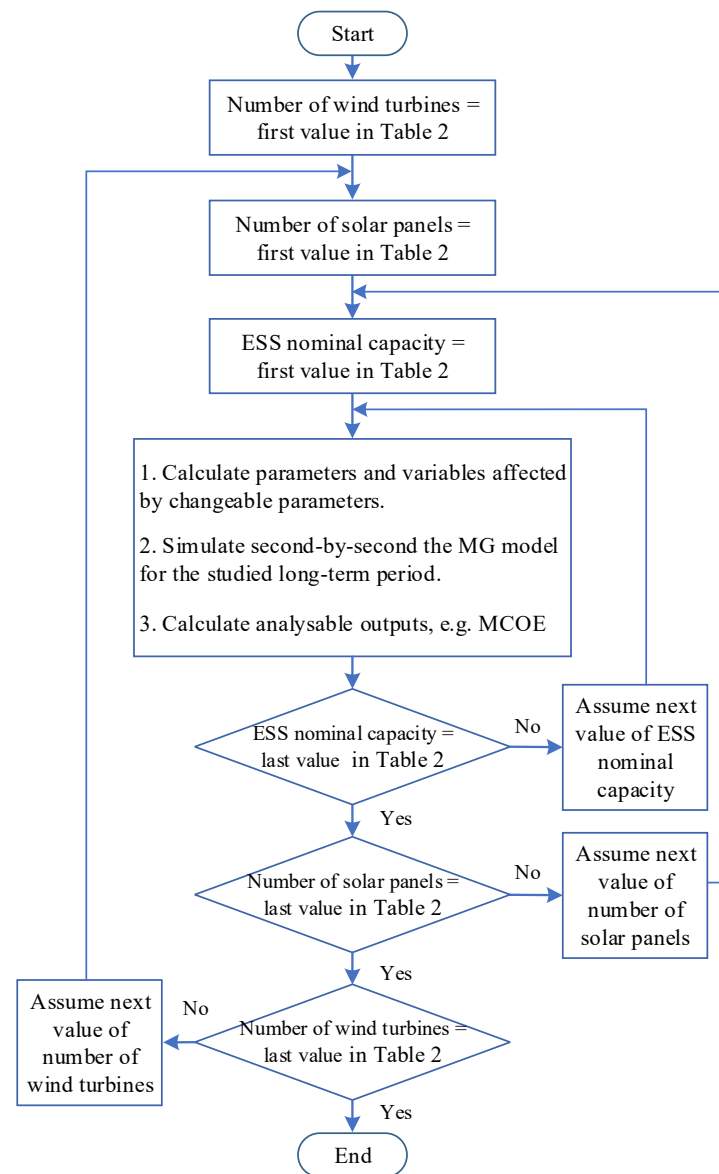 Start
Number of wind turbines =
first value in Table 2
Number of solar panels =
first value in Table 2
ESS nominal capacity =
first value in Table 2
1. Calculate parameters and variables affected
by changeable parameters.
2. Simulate second-by-second the MG model
for the studied long-term period.
3. Calculate analysable outputs, e.g. MCOE
ESS nominal capacity =
last value in Table 2
No
Assume next
value of ESS
nominal
capacity
Yes
Number of solar panels =
last value in Table 2
No
Assume next
value of
number of
solar panels
Yes
Number of wind turbines =
last value in Table 2
No
Assume next
value of
number of
wind turbines
Yes
End